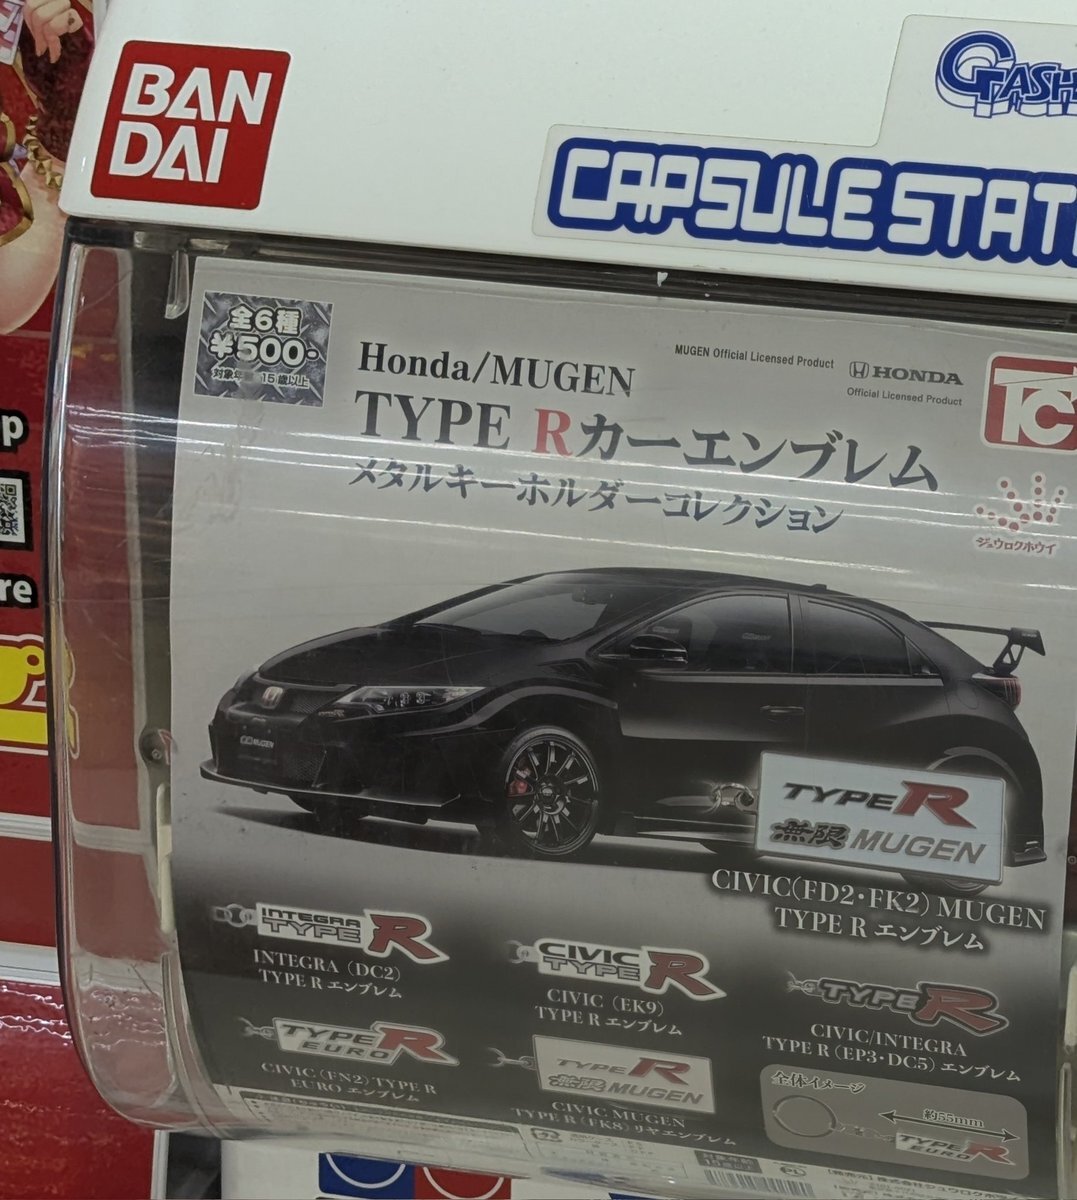 BAN
DAI
CAPSULE
全6種
¥500-
15歳以上
Honda/MUGEN
MUGEN Official Licensed Product
HONDA
Official Licensed Product
TYPE Rカーエンブレム
メタルキーホルダーコレクション
ジュウロクホウイ
p
re
MUGEN
TYPE R
無限 MUGEN
CIVIC(FD2・FK2) MUGEN
TYPE R エンブレム
INTEGRA
TYPE R
INTEGRA (DC2)
TYPE R エンブレム
CIVIC
TYPE R
CIVIC (EK9)
TYPE R エンブレム
TYPE R
CIVIC/INTEGRA
TYPE R (EP3・DC5) エンブレム
TYPE R
EURO
CIVIC (FN2) TYPE R
EURO エンブレム
TYPE R
無限 MUGEN
CIVIC MUGEN
TYPE R (FK8) リヤエンブレム
全体イメージ
約55mm
TYPE R
EURO